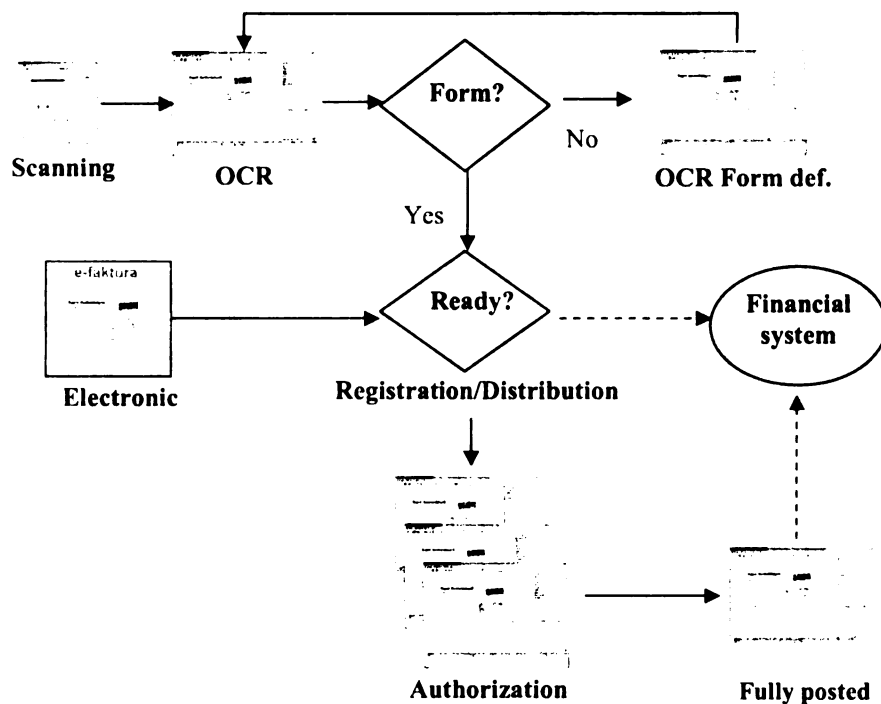 Form?
No
Scanning
OCR
OCR Form def.
Yes
e-faktura
Ready?
Financial
system
Electronic
Registration/Distribution
Authorization
Fully posted